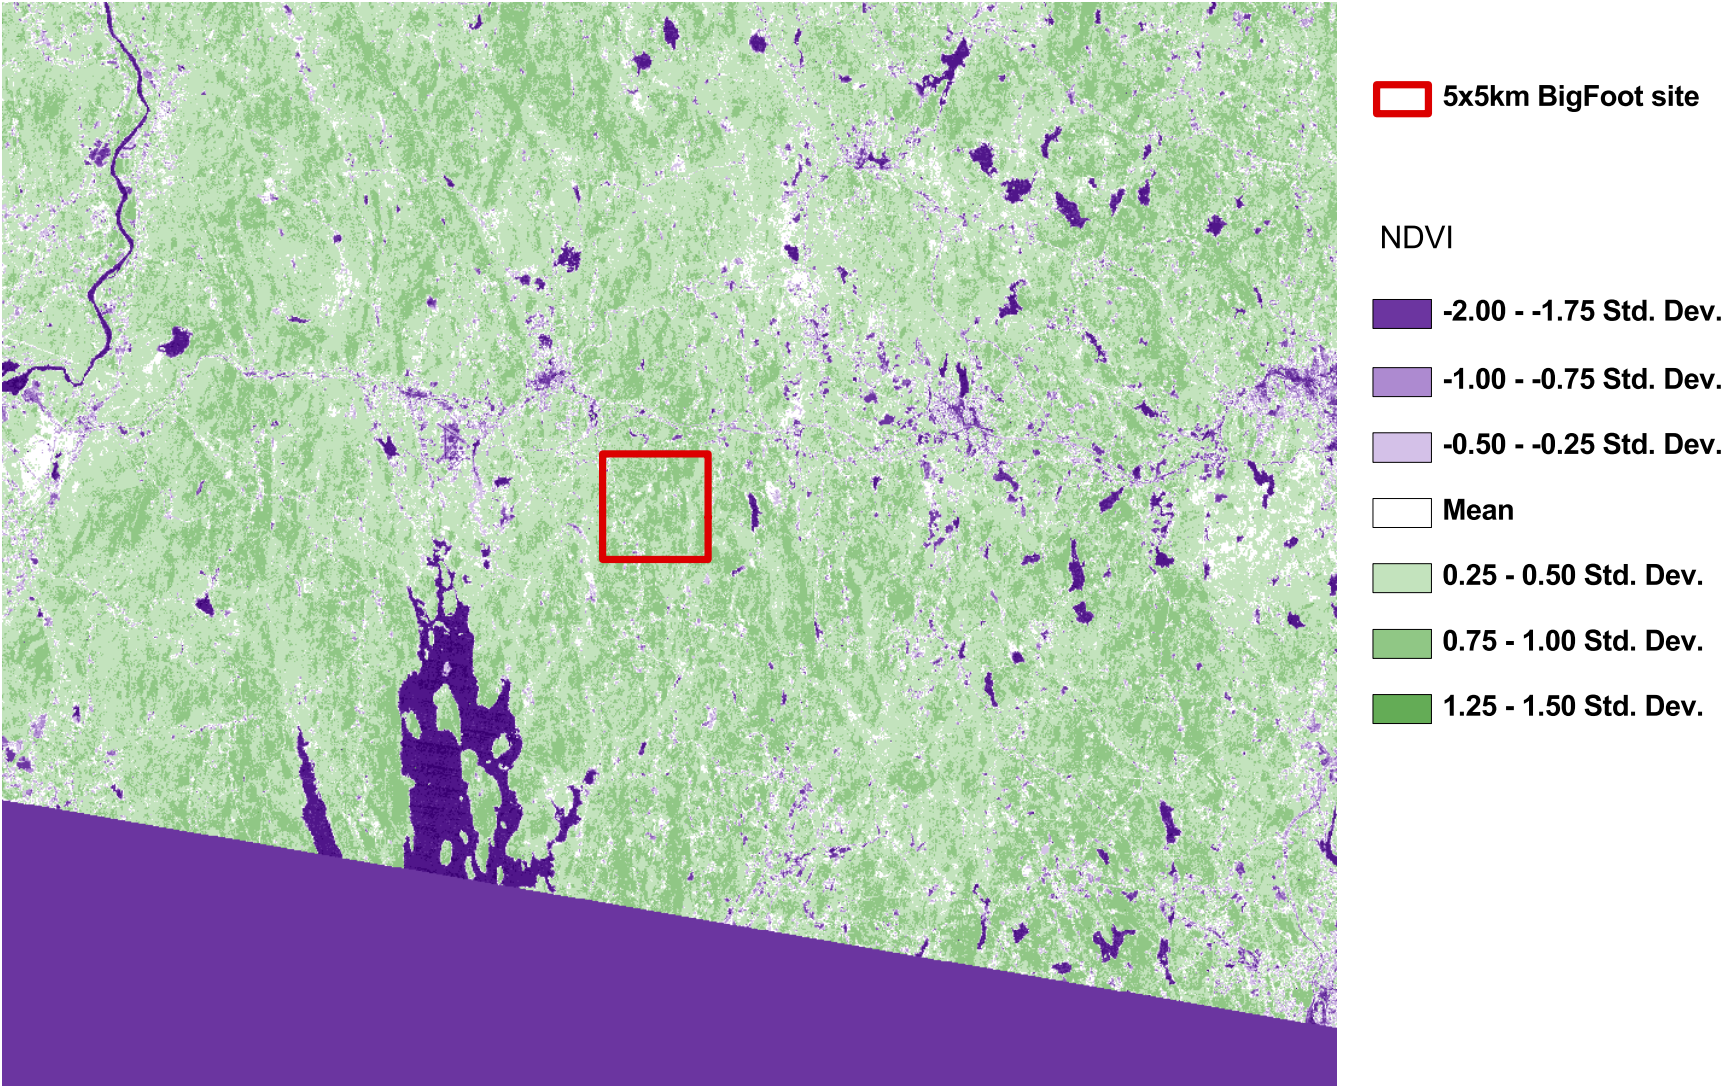 5x5km BigFoot site
NDVI
-2.00 - -1.75 Std. Dev.
-1.00 - -0.75 Std. Dev.
-0.50 - -0.25 Std. Dev.
Mean
0.25 - 0.50 Std. Dev.
0.75 - 1.00 Std. Dev.
1.25 - 1.50 Std. Dev.